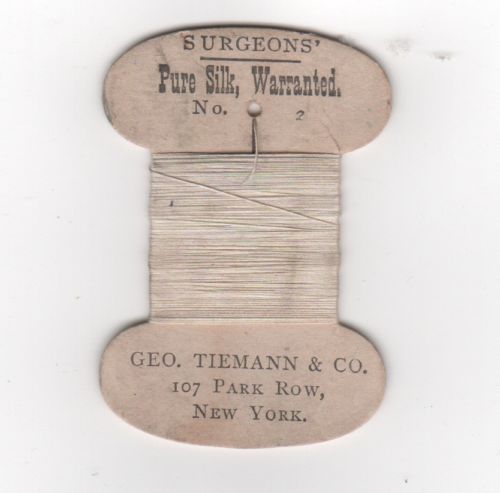 SURGEONS'
Pure Silk, Warranted.
No. 2
GEO. TIEMANN & CO.
107 PARK ROW,
NEW YORK.